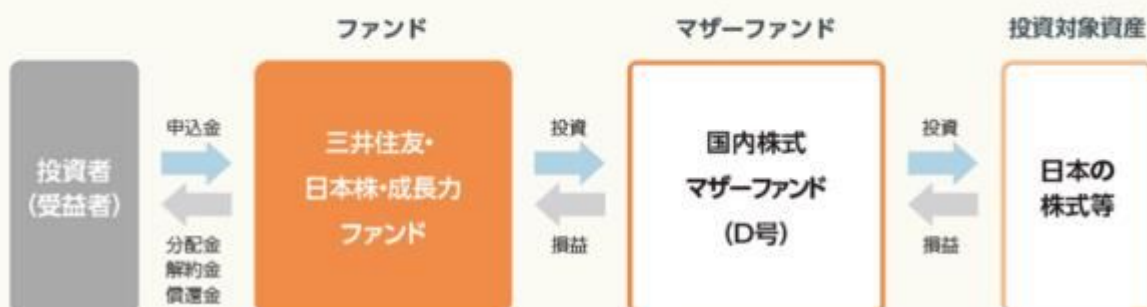 ファンド
マザーファンド
投資対象資産
投資者
(受益者)
申込金
分配金
解約金
償還金
三井住友・
日本株・成長力
ファンド
投資
損益
国内株式
マザーファンド
(D号)
投資
損益
日本の
株式等